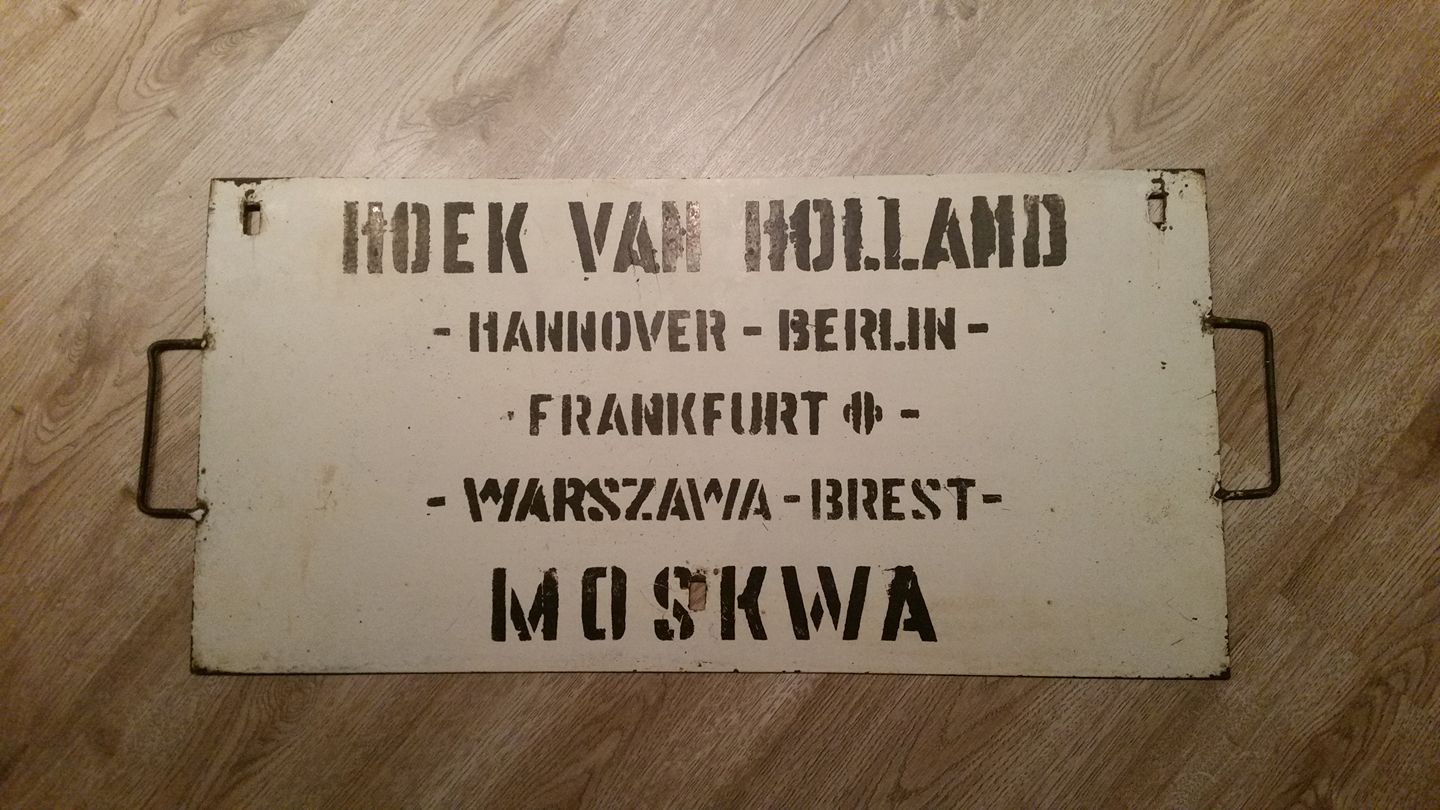 HOEK VAN HOLLAND
- HANNOVER - BERLIN -
- FRANKFURT (O) -
- WARSZAWA - BREST -
MOSKWA